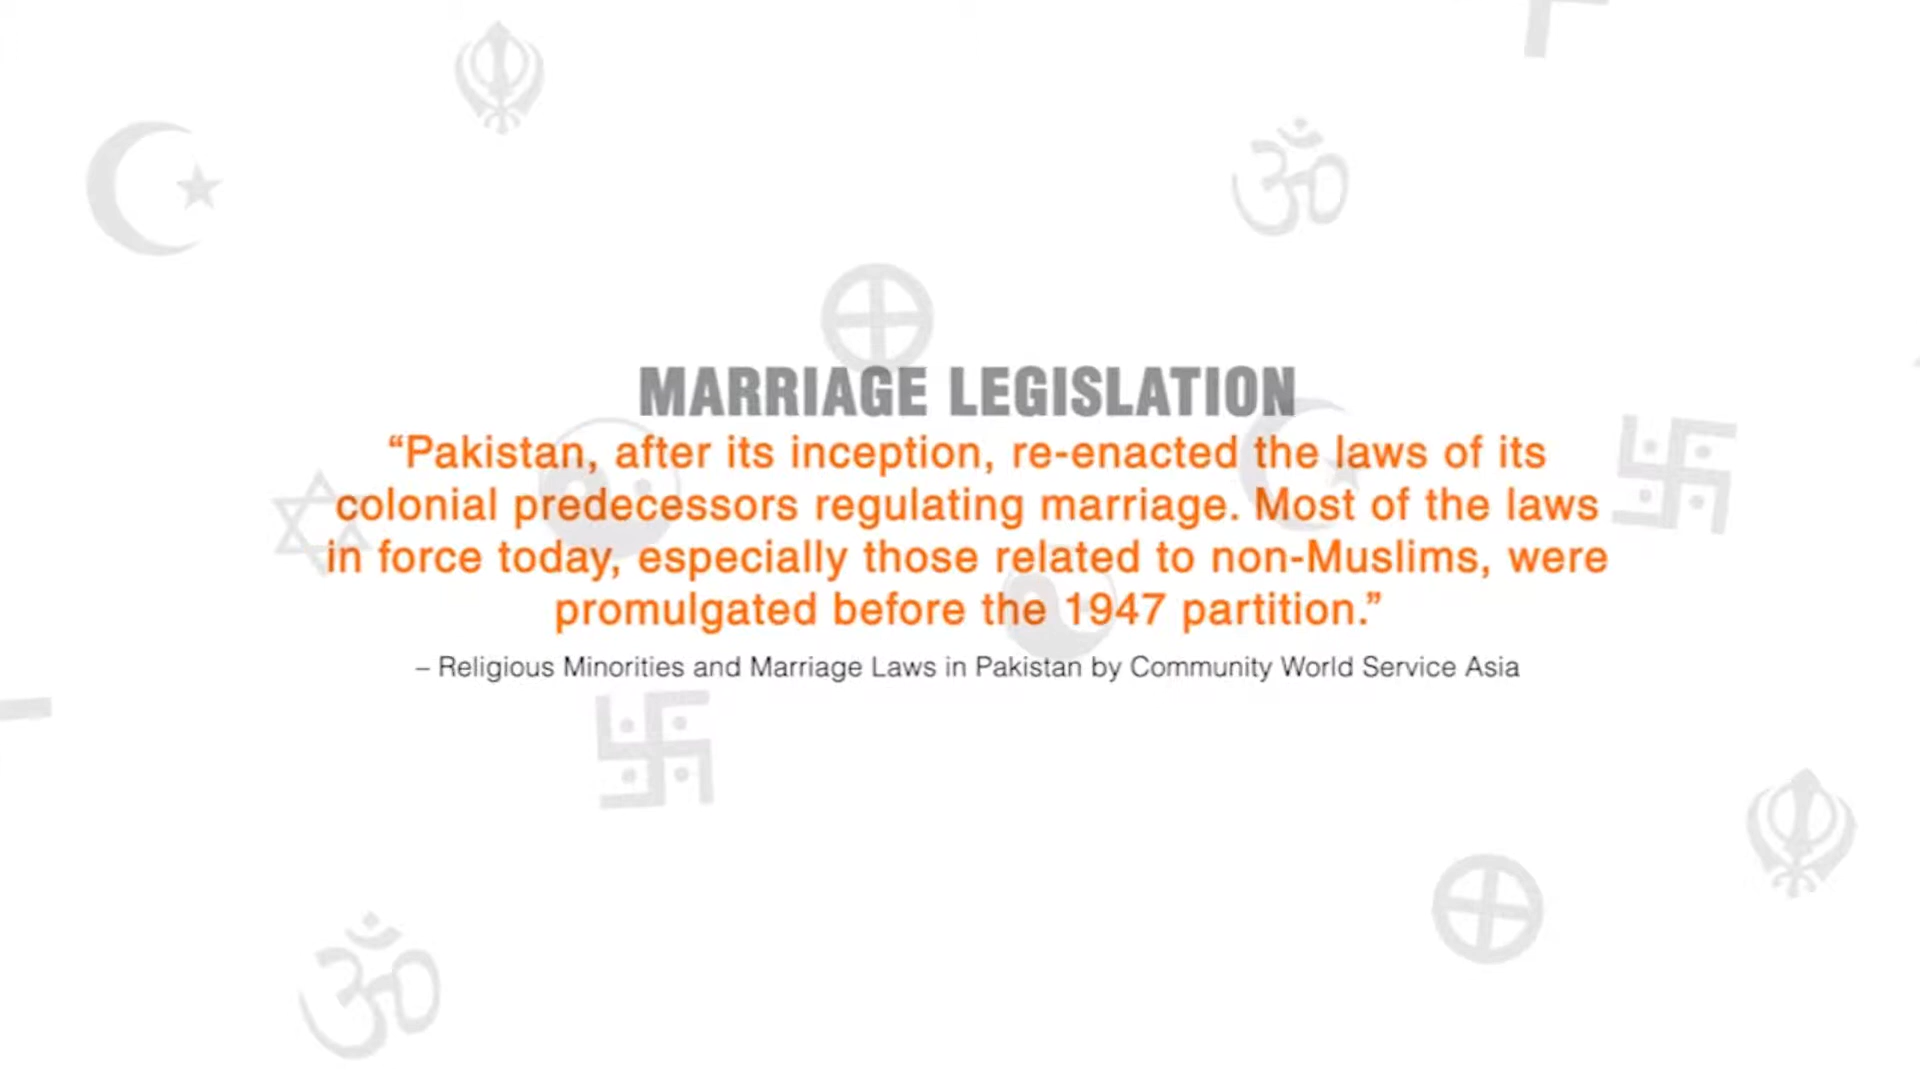 MARRIAGE LEGISLATION
“Pakistan, after its inception, re-enacted the laws of its
colonial predecessors regulating marriage. Most of the laws
in force today, especially those related to non-Muslims, were
promulgated before the 1947 partition.”
– Religious Minorities and Marriage Laws in Pakistan by Community World Service Asia